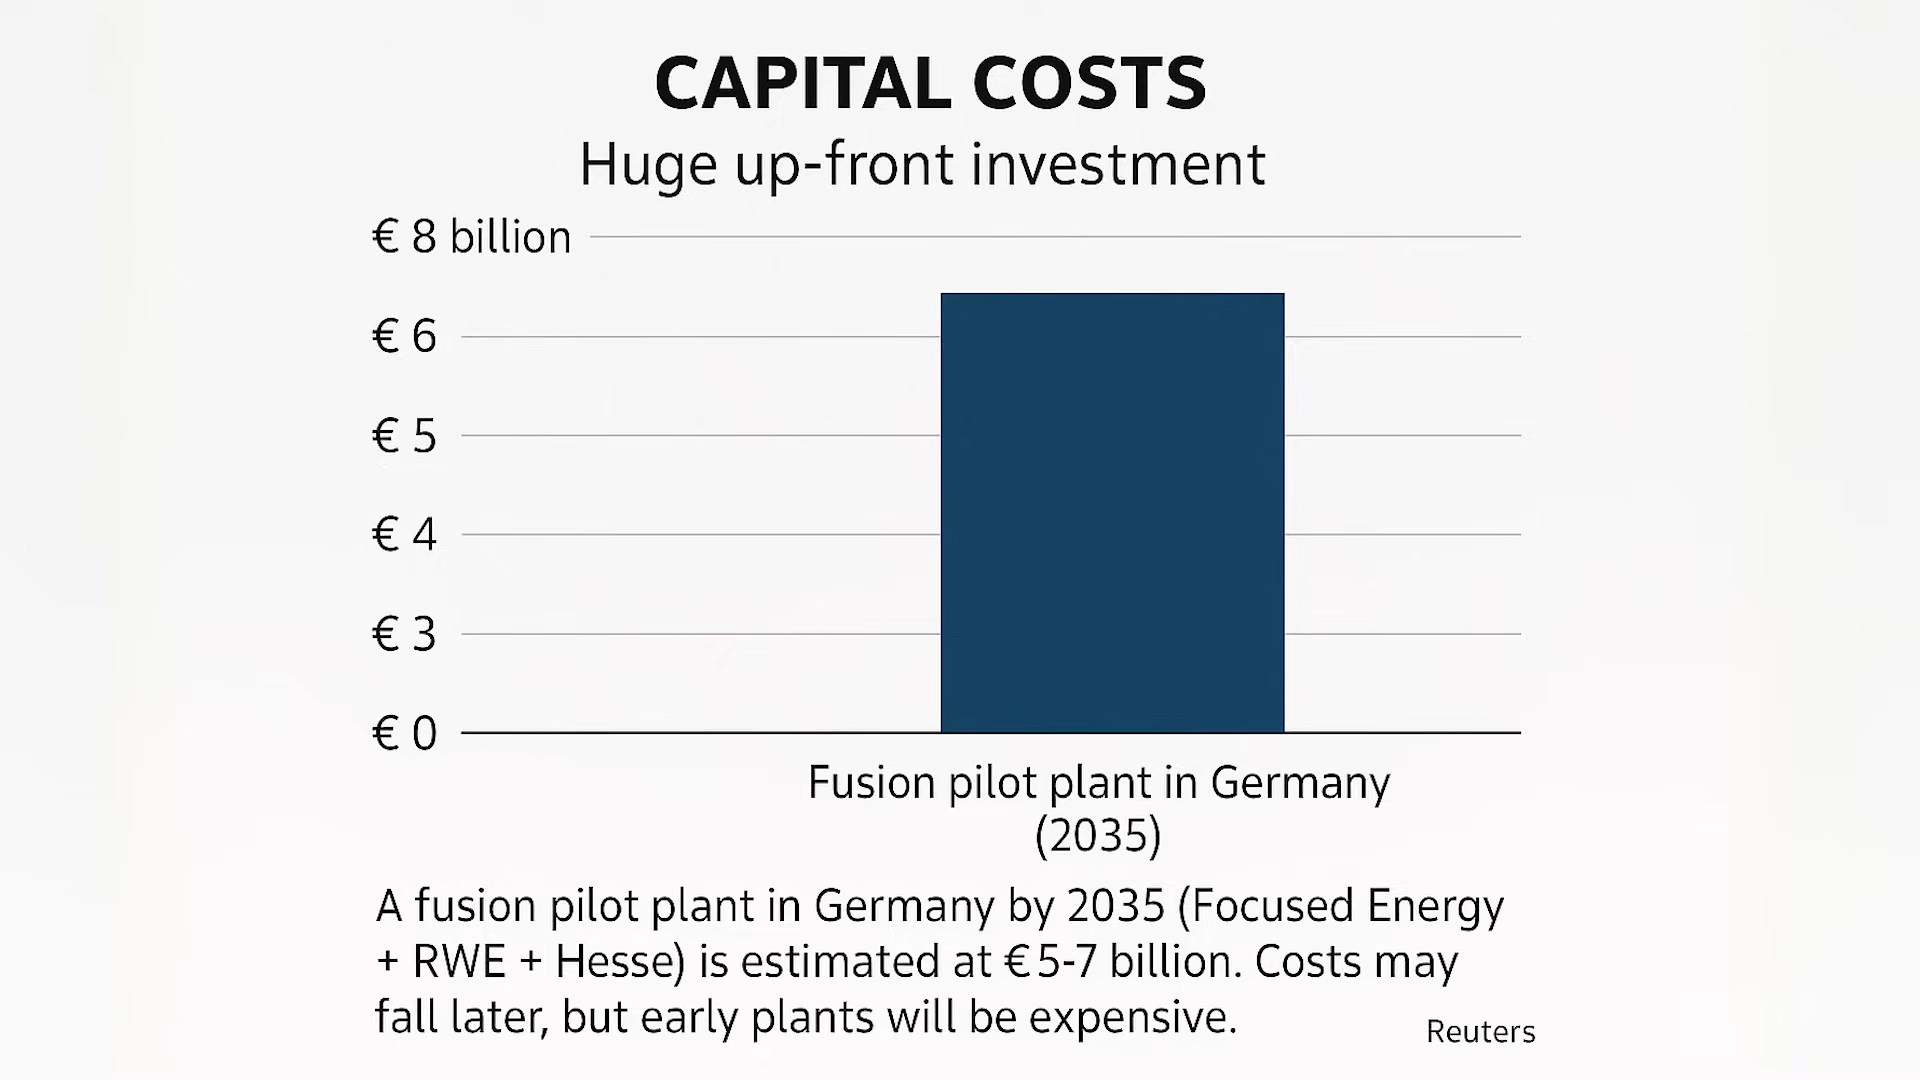 CAPITAL COSTS
Huge up-front investment
€ 8 billion
€ 6
€ 5
€ 4
€ 3
€ 0
Fusion pilot plant in Germany
(2035)
A fusion pilot plant in Germany by 2035 (Focused Energy
+ RWE + Hesse) is estimated at € 5-7 billion. Costs may
fall later, but early plants will be expensive.
Reuters